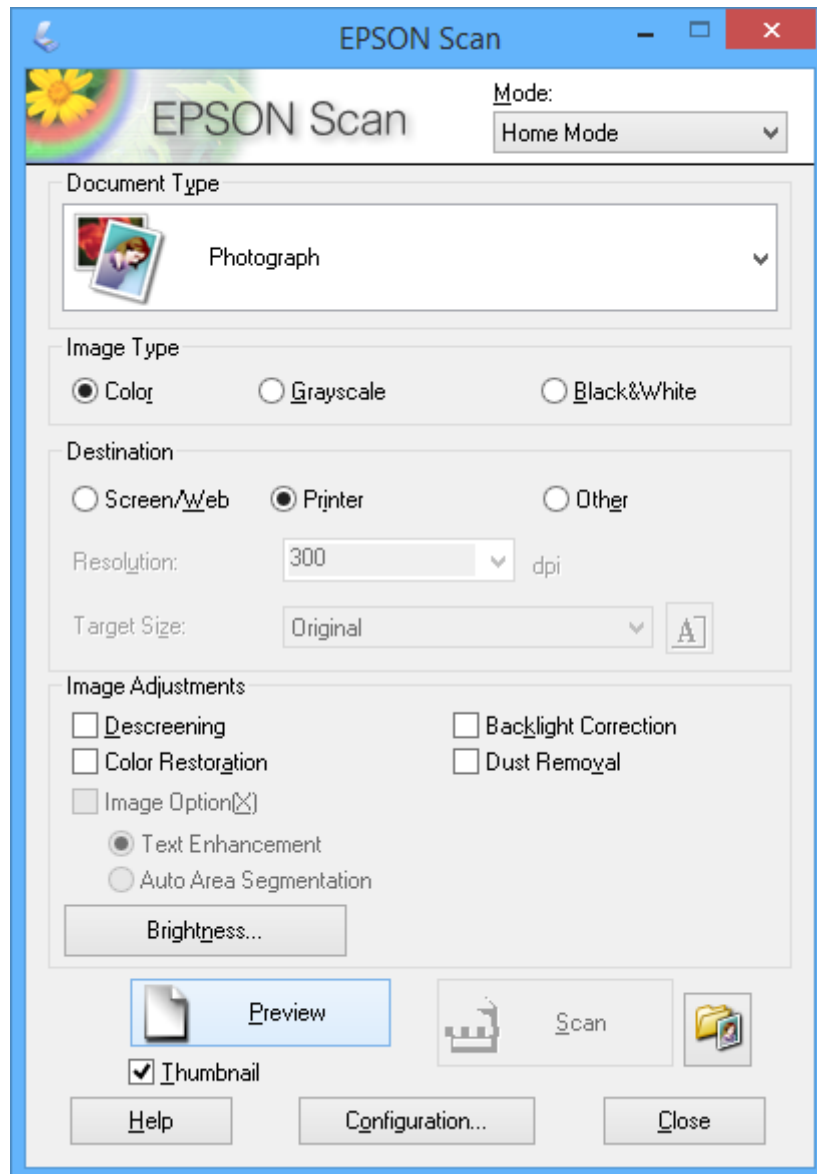 EPSON Scan
EPSON Scan
Mode:
Home Mode
Document Type
Photograph
Image Type
Color Grayscale Black&White
Destination
Screen/Web Printer Other
Resolution: 300 dpi
Target Size: Original A
Image Adjustments
Descreening Backlight Correction
Color Restoration Dust Removal
Image Option(X)
Text Enhancement
Auto Area Segmentation
Brightness...
Preview Scan
Thumbnail
Help Configuration... Close